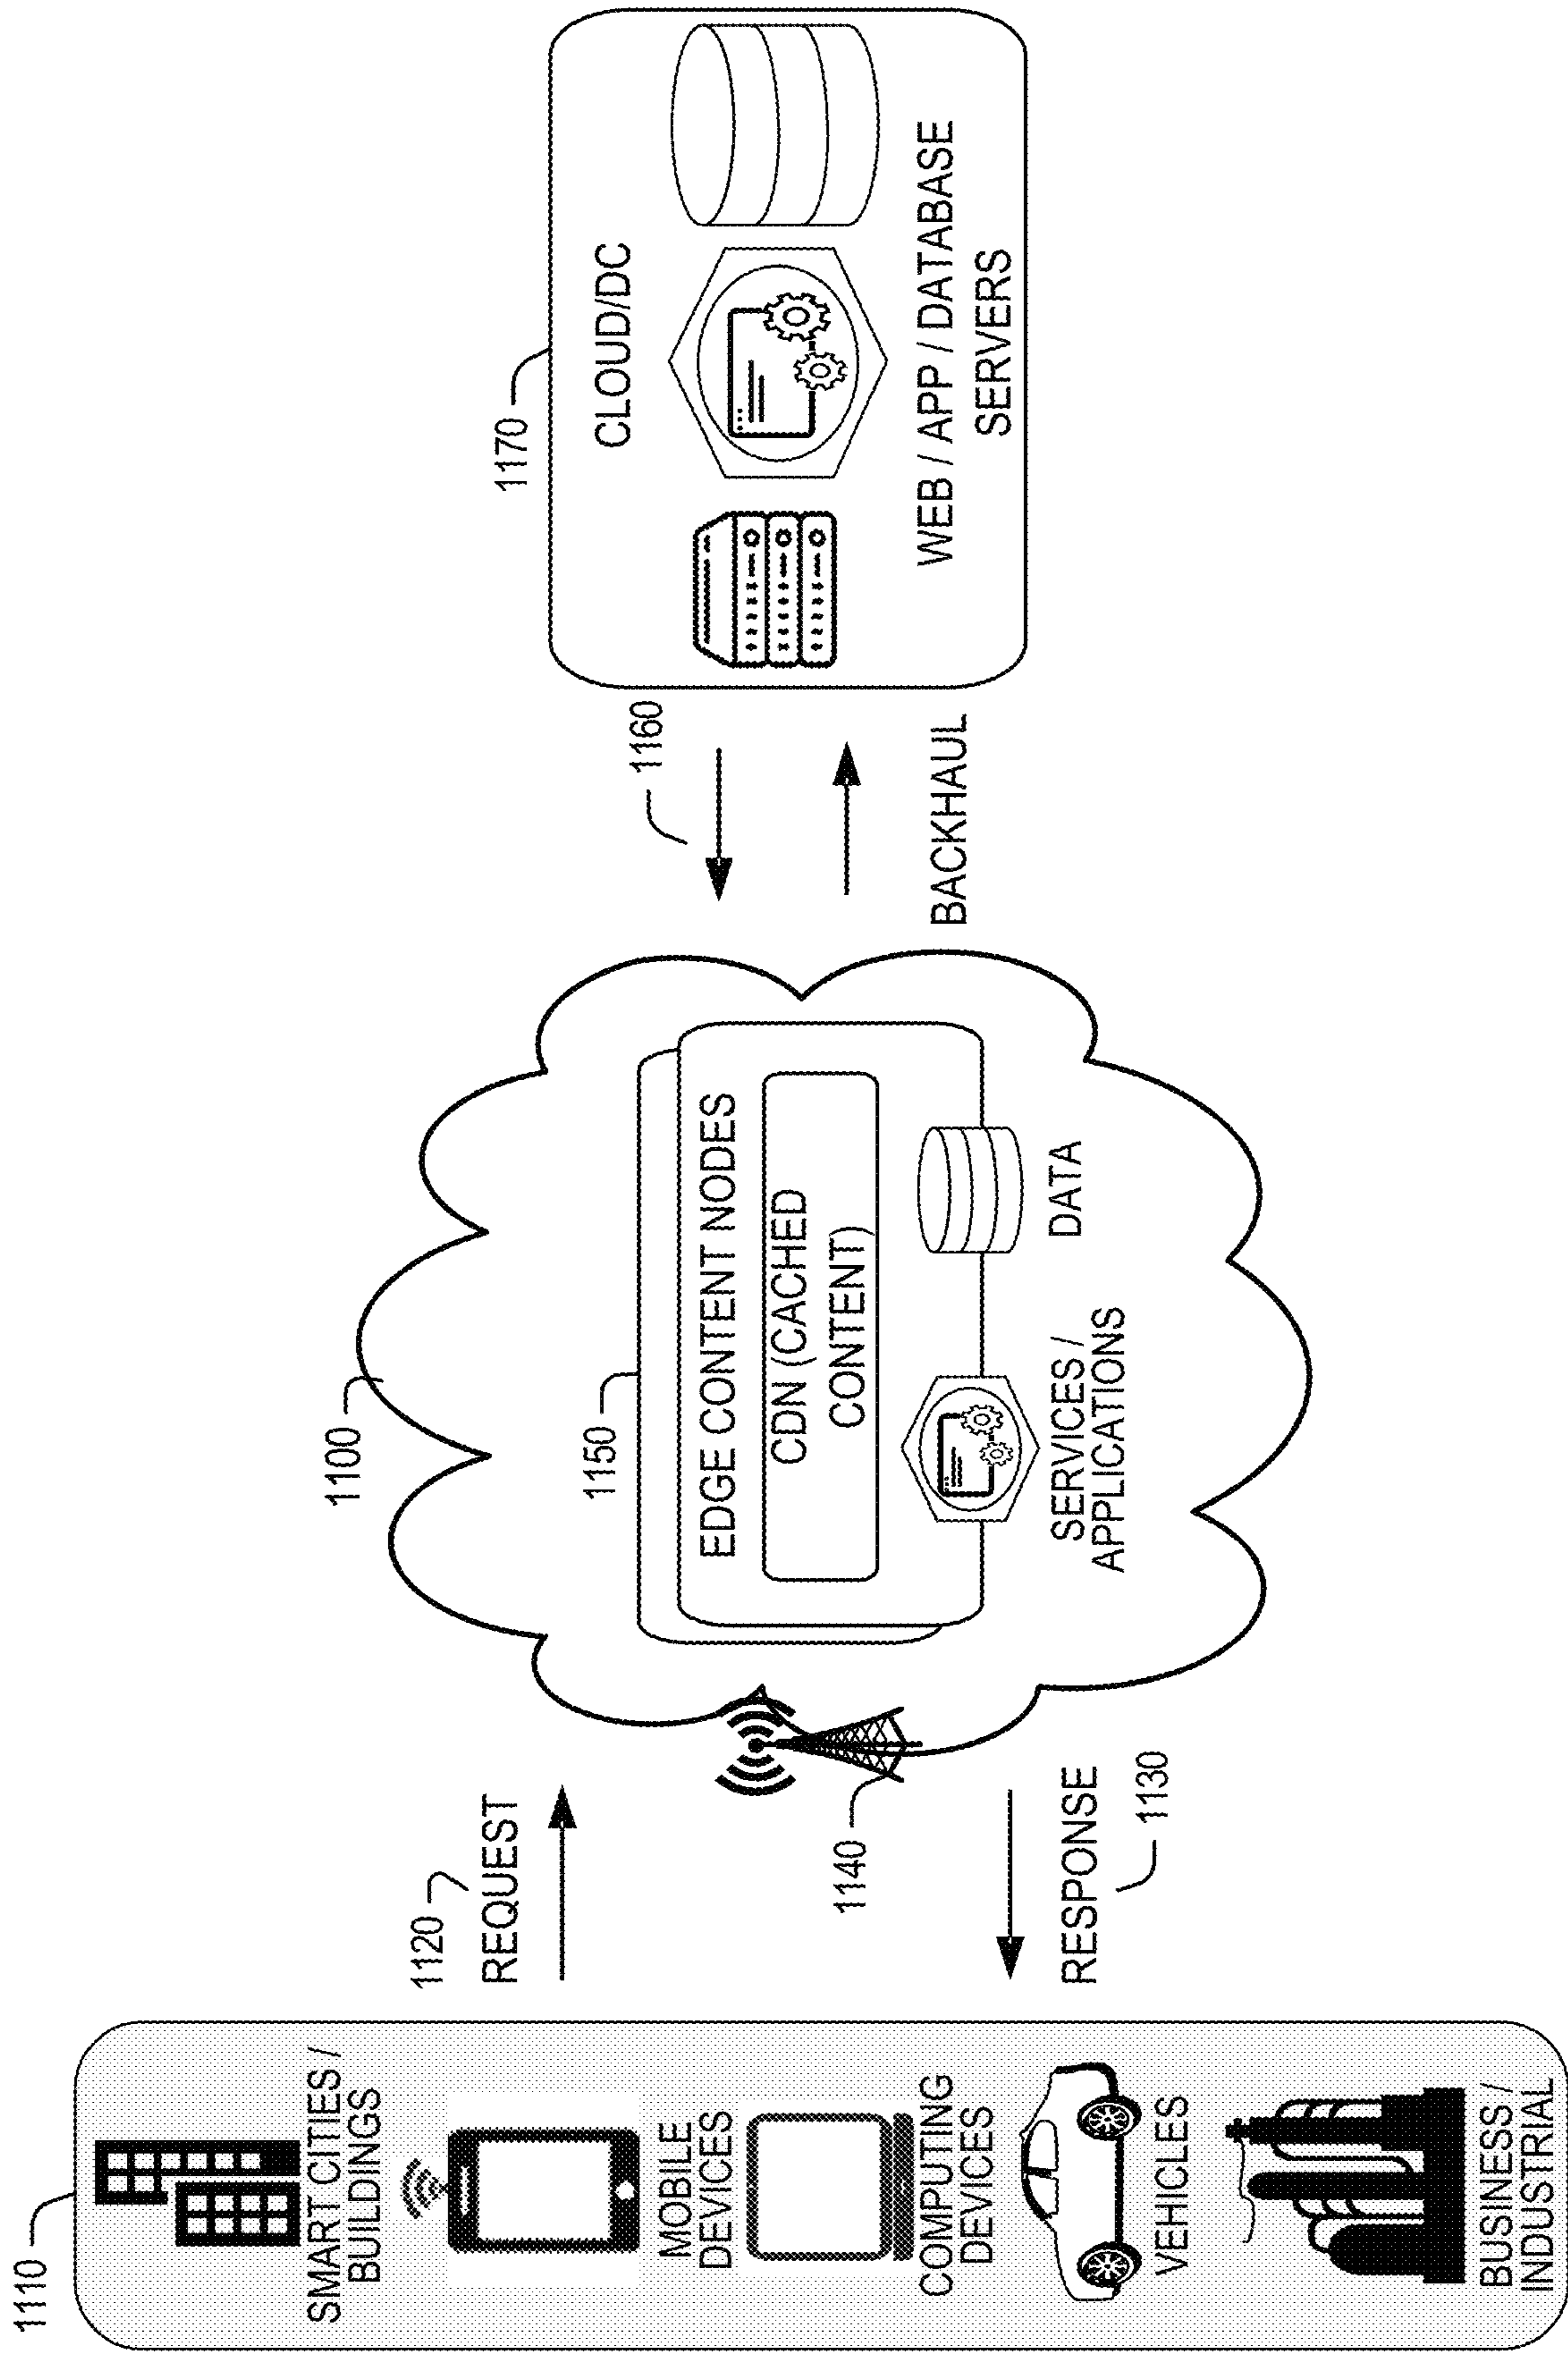 1110
SMART CITIES /
BUILDINGS
MOBILE
DEVICES
COMPUTING
DEVICES
VEHICLES
BUSINESS /
INDUSTRIAL
1120
REQUEST
1140
RESPONSE
1130
1100
1150
EDGE CONTENT NODES
CDN (CACHED
CONTENT)
SERVICES /
APPLICATIONS
DATA
1160
BACKHAUL
1170
CLOUD/DC
WEB / APP / DATABASE
SERVERS